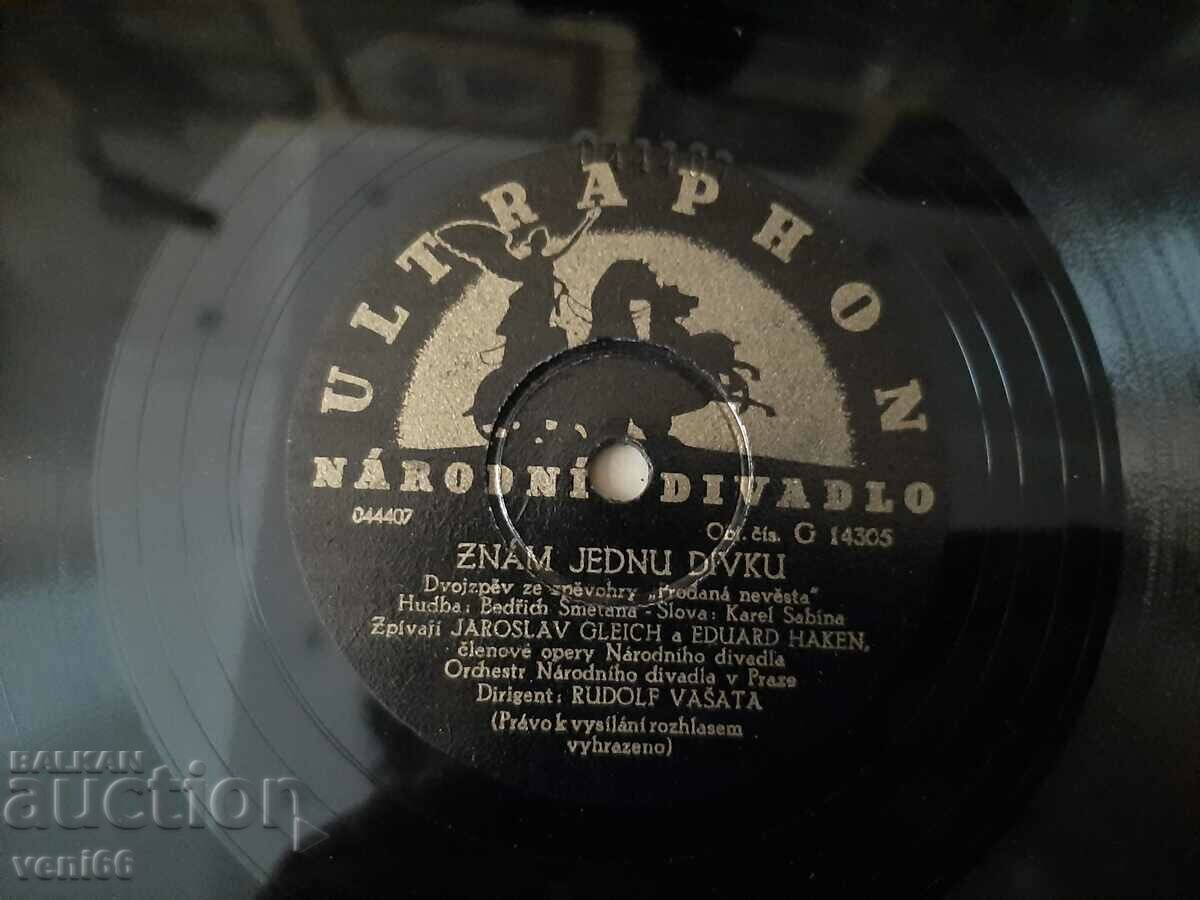 044407
ULTRAPHON
NÁRODNÍ DIVADLO
044407
Obj. čís. G 14305
ZNÁM JEDNU DÍVKU
Dvojzpěv ze zpěvohry „Prodaná nevěsta“
Hudba: Bedřich Smetana - Slova: Karel Sabina
Zpívají JAROSLAV GLEICH a EDUARD HAKEN,
členové opery Národního divadla
Orchestr Národního divadla v Praze
Dirigent: RUDOLF VAŠATA
(Právo k vysílání rozhlasem
vyhrazeno)
BALKAN
auction
veni66